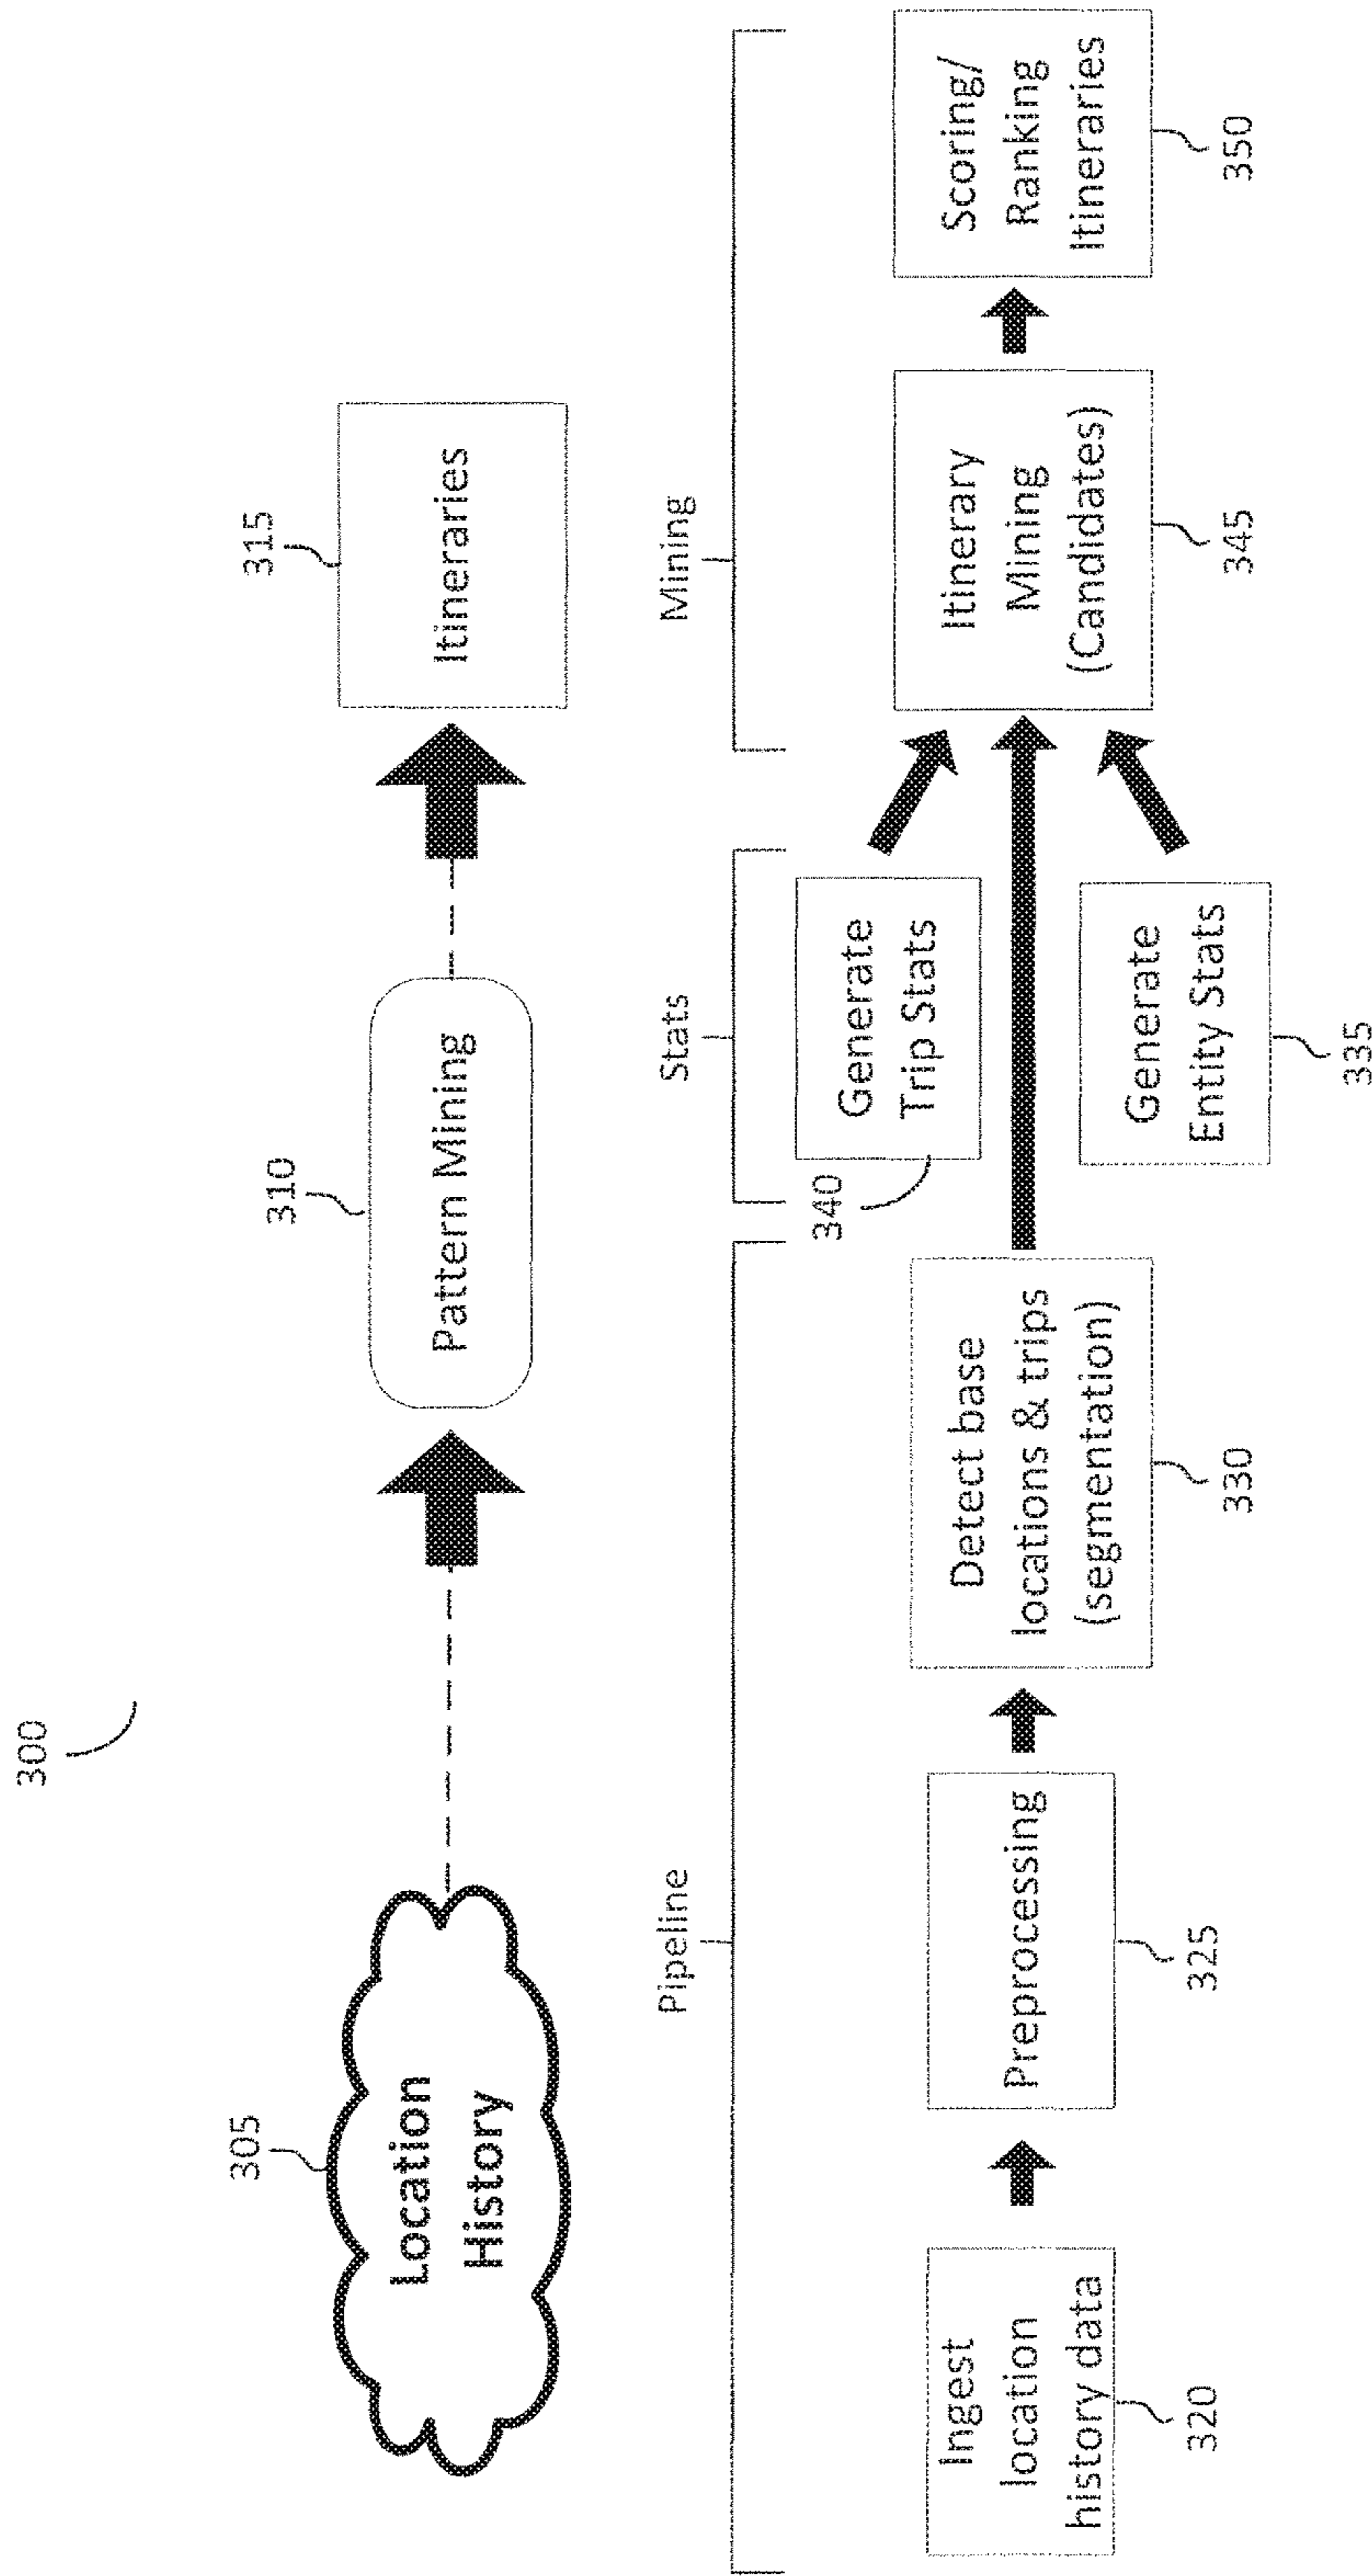 300
305
Location
History
310
Pattern Mining
315
Itineraries
Pipeline
Stats
Mining
Ingest
location
history data
320
Preprocessing
325
Detect base
locations & trips
(segmentation)
330
340
Generate
Trip Stats
Generate
Entity Stats
335
Itinerary
Mining
(Candidates)
345
Scoring/
Ranking
Itineraries
350